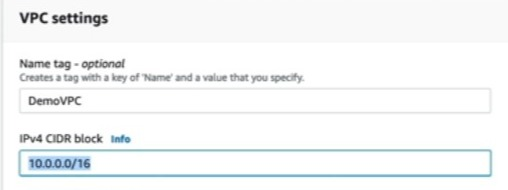 VPC settings
Name tag - optional
Creates a tag with a key of 'Name' and a value that you specify.
DemoVPC
IPv4 CIDR block Info
10.0.0.0/16